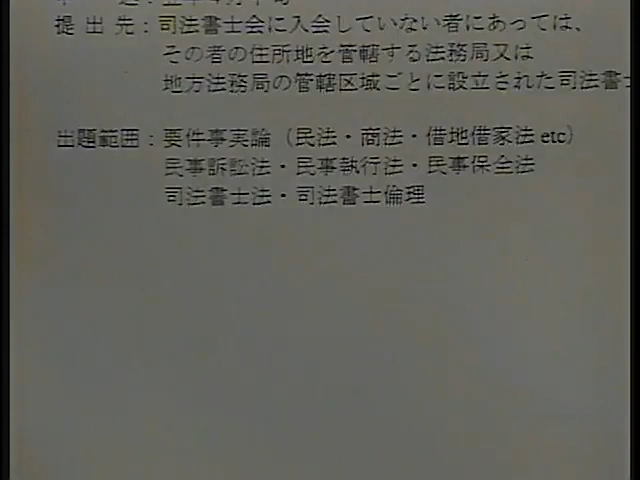 提 出 先：司法書士会に入会していない者にあっては、
その者の住所地を管轄する法務局又は
地方法務局の管轄区域ごとに設立された司法書士
出題範囲：要件事実論（民法・商法・借地借家法 etc）
民事訴訟法・民事執行法・民事保全法
司法書士法・司法書士倫理